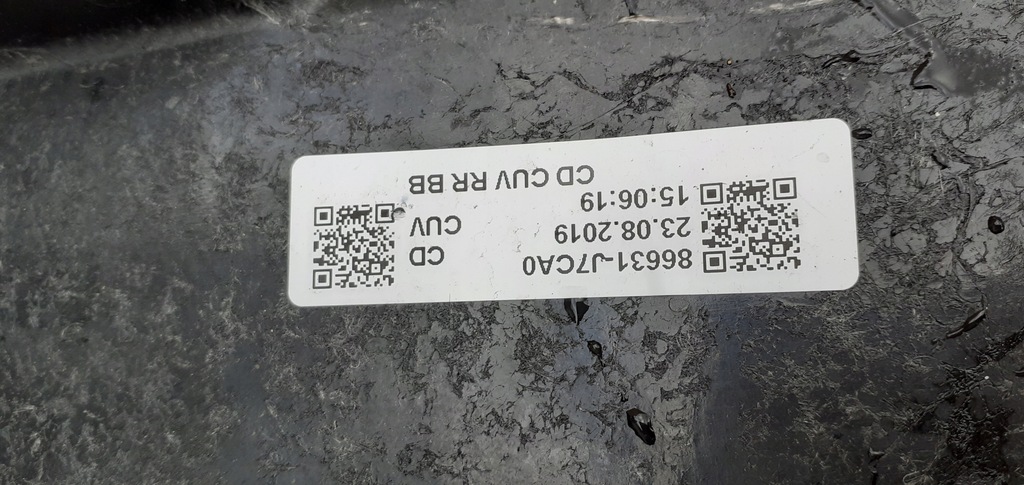 86631-J7CA0 CD
23.08.2019 CUV
15:06:19
CD CUV RR BB